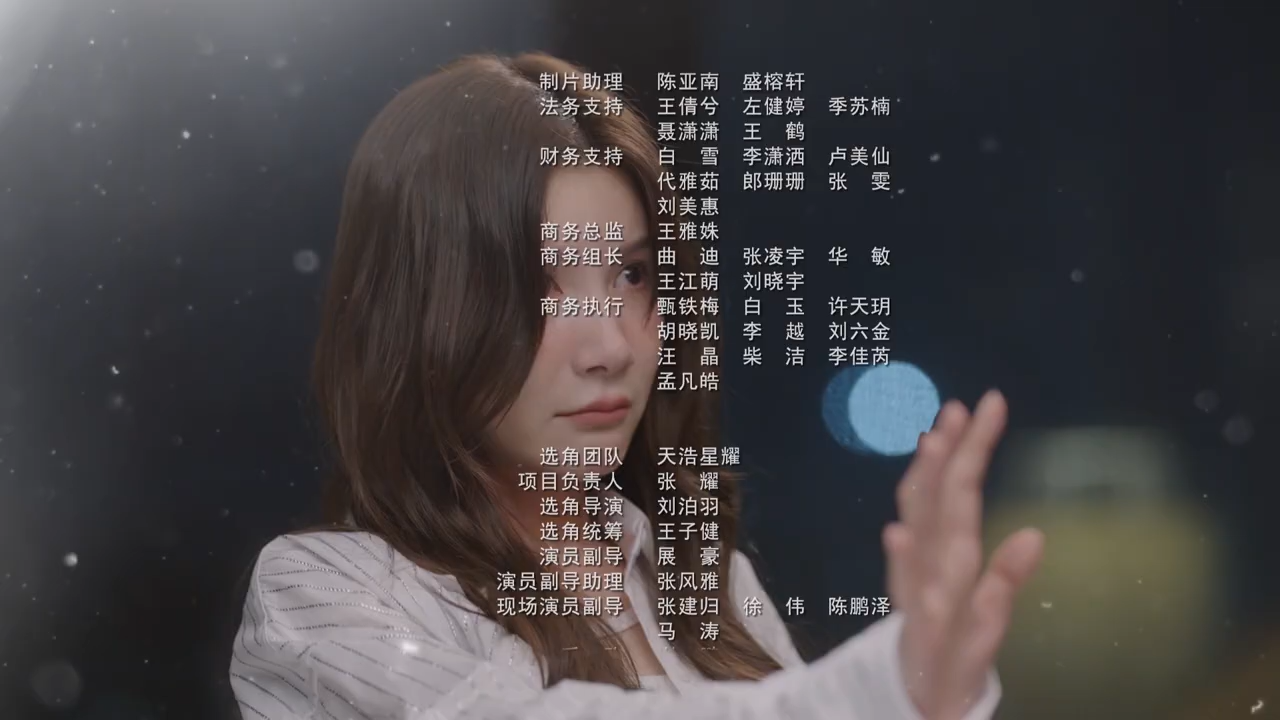 制片助理 陈亚南 盛榕轩
法务支持 王倩兮 左健婷 季苏楠
聂潇潇 王 鹤
财务支持 白 雪 李潇洒 卢美仙
代雅茹 郎珊珊 张 雯
刘美惠
商务总监 王雅姝
商务组长 曲 迪 张凌宇 华 敏
王江萌 刘晓宇
商务执行 甄铁梅 白 玉 许天玥
胡晓凯 李 越 刘六金
汪 晶 柴 洁 李佳芮
孟凡皓
选角团队 天浩星耀
项目负责人 张 耀
选角导演 刘泊羽
选角统筹 王子健
演员副导 展 豪
演员副导助理 张风雅
现场演员副导 张建归 徐 伟 陈鹏泽
马 涛